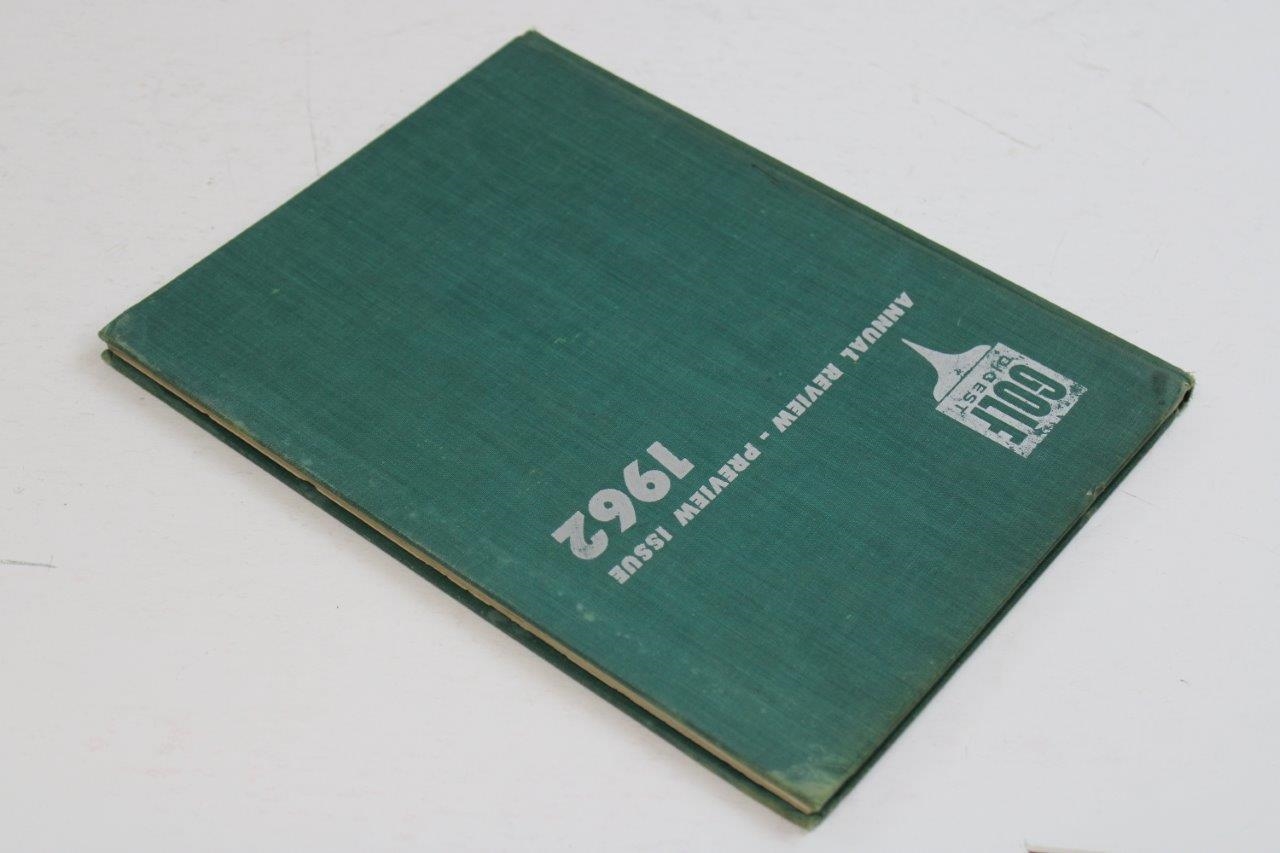 GOLF
DIGEST
ANNUAL REVIEW - PREVIEW ISSUE
1962